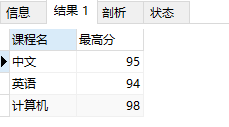 信息 结果 1 剖析 状态
课程名 最高分
中文 95
英语 94
计算机 98